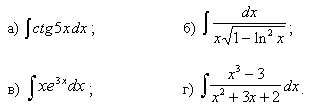 а) ∫ctg5xdx;
б) ∫ dx / (x√(1−ln² x));
в) ∫xe^{3x}dx;
г) ∫ (x³−3) / (x²+3x+2) dx.